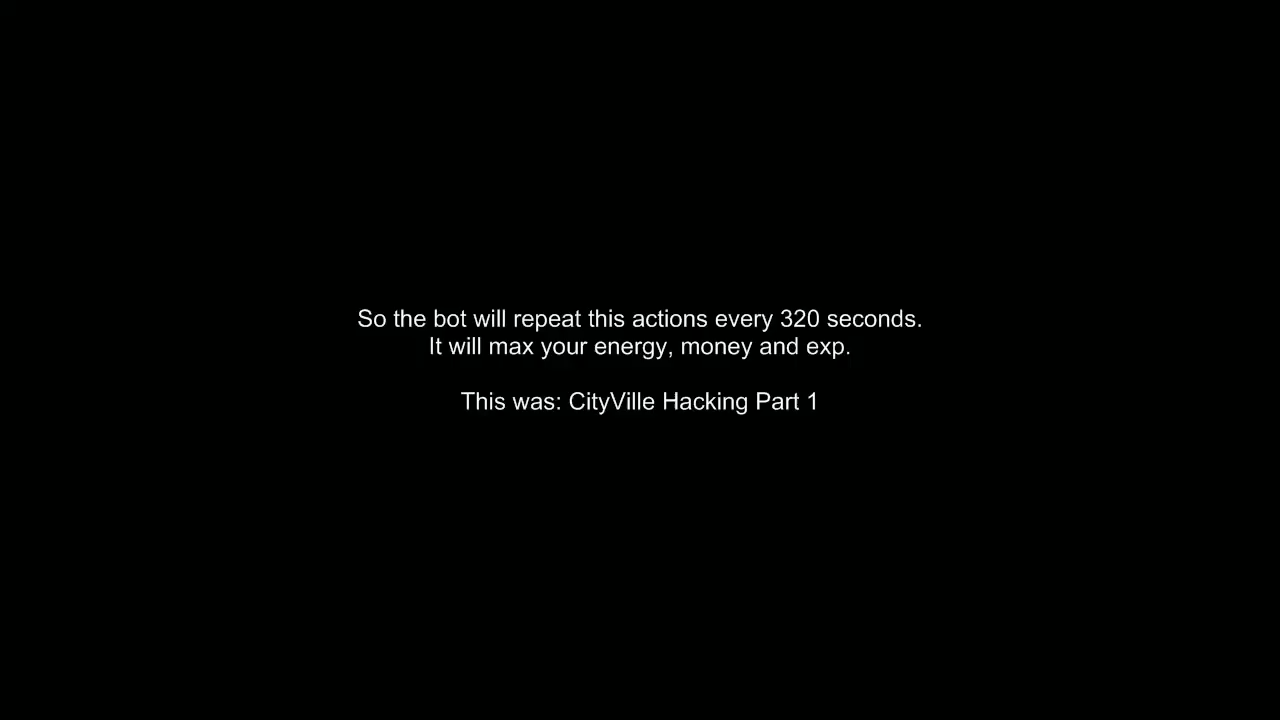 So the bot will repeat this actions every 320 seconds.
It will max your energy, money and exp.
This was: CityVille Hacking Part 1